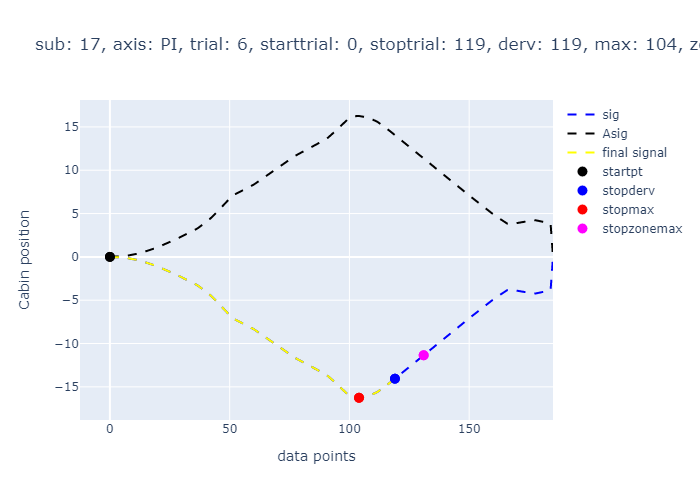 sub: 17, axis: PI, trial: 6, starttrial: 0, stoptrial: 119, derv: 119, max: 104, z
sig
Asig
final signal
startpt
stopderv
stopmax
stopzonemax
15
10
5
0
−5
−10
−15
Cabin position
0
50
100
150
data points